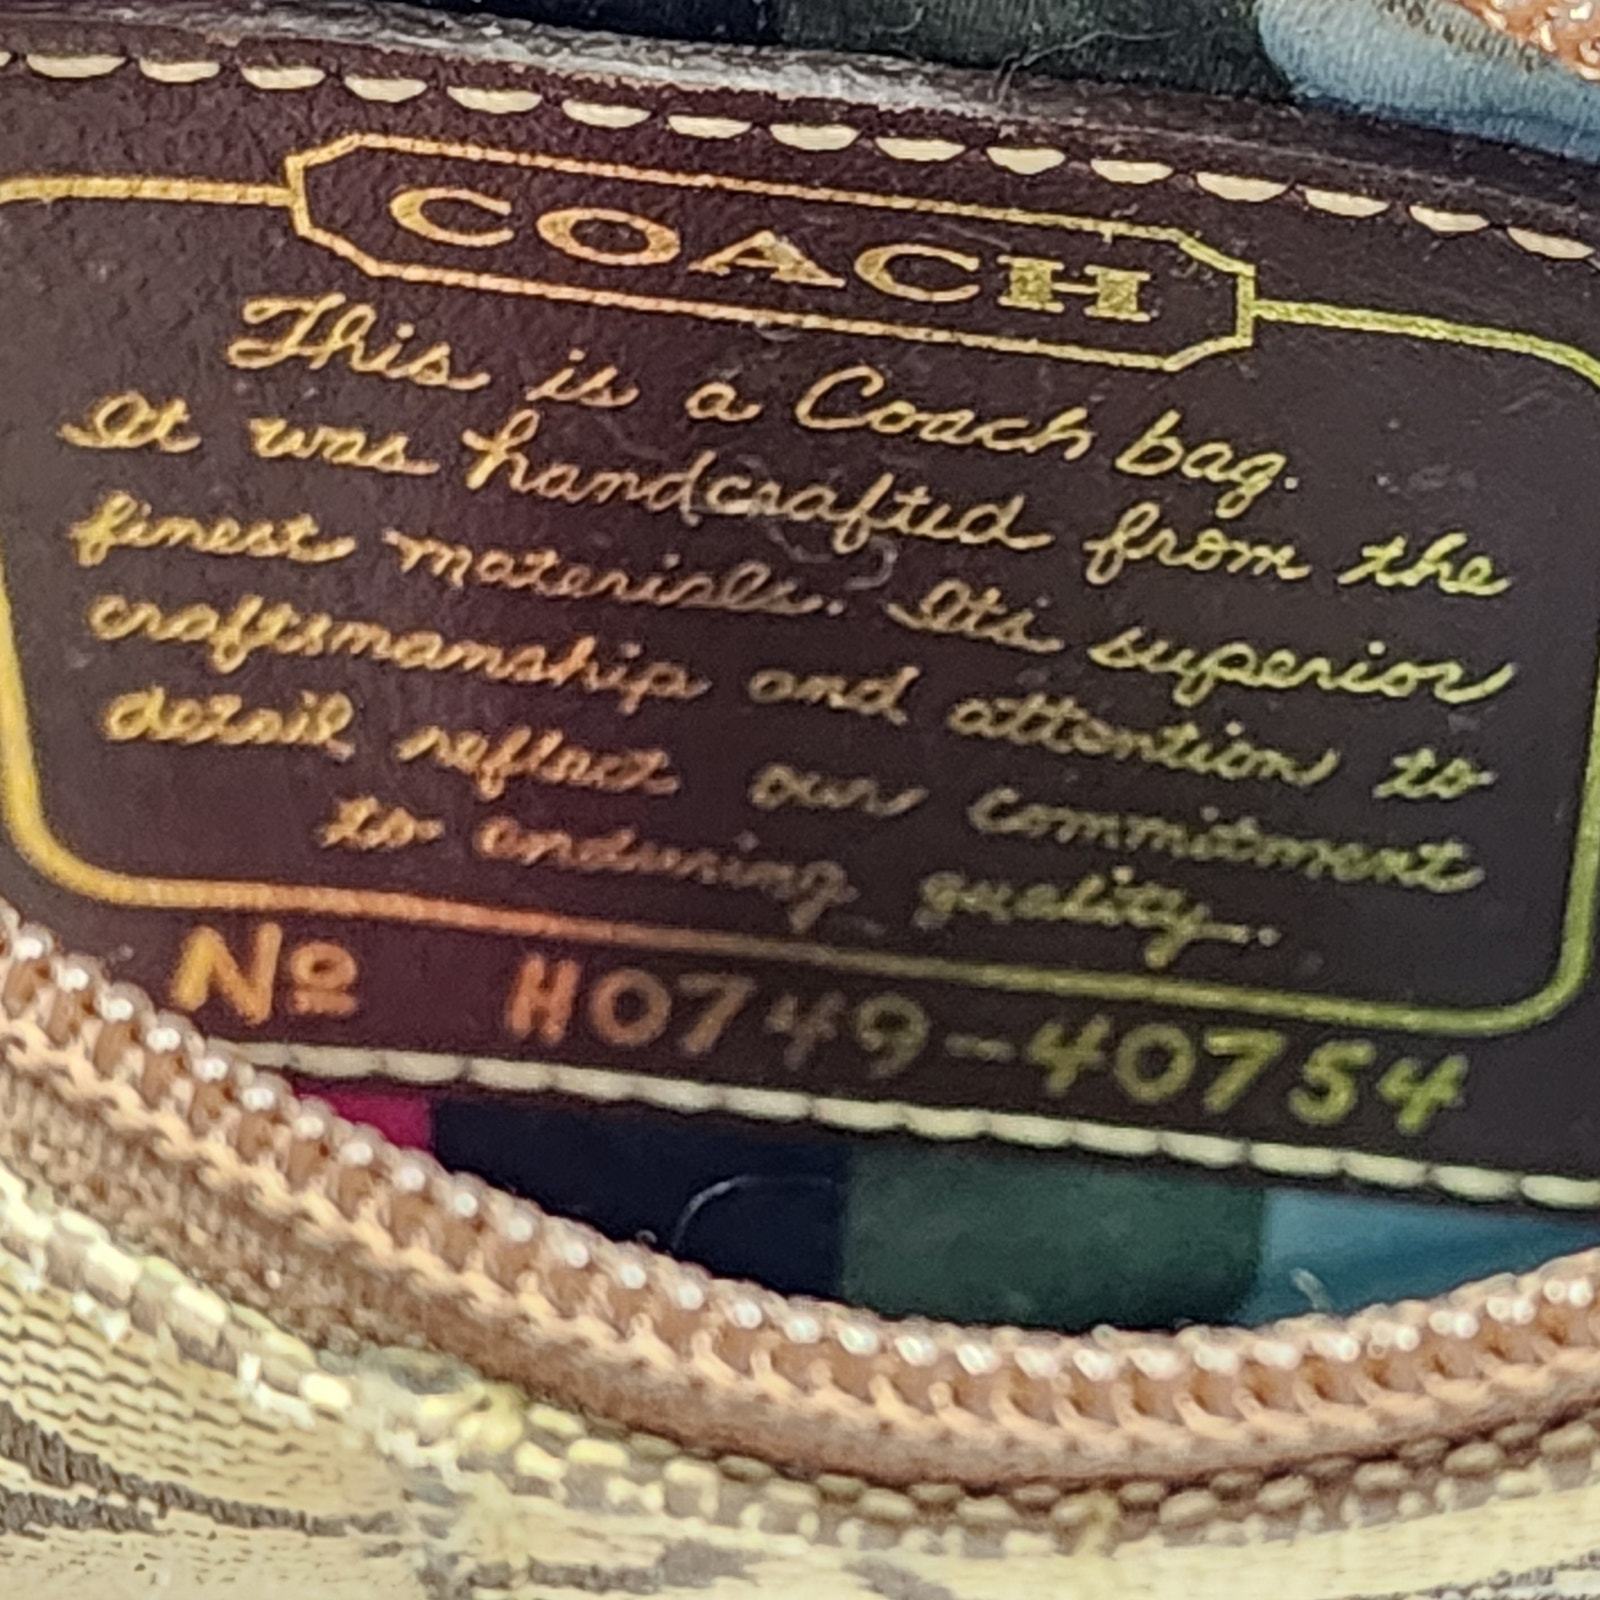 COACH
This is a Coach bag.
It was handcrafted from the
finest materials. Its superior
craftsmanship and attention to
detail reflect our commitment
to enduring quality.
Nº H0749-40754